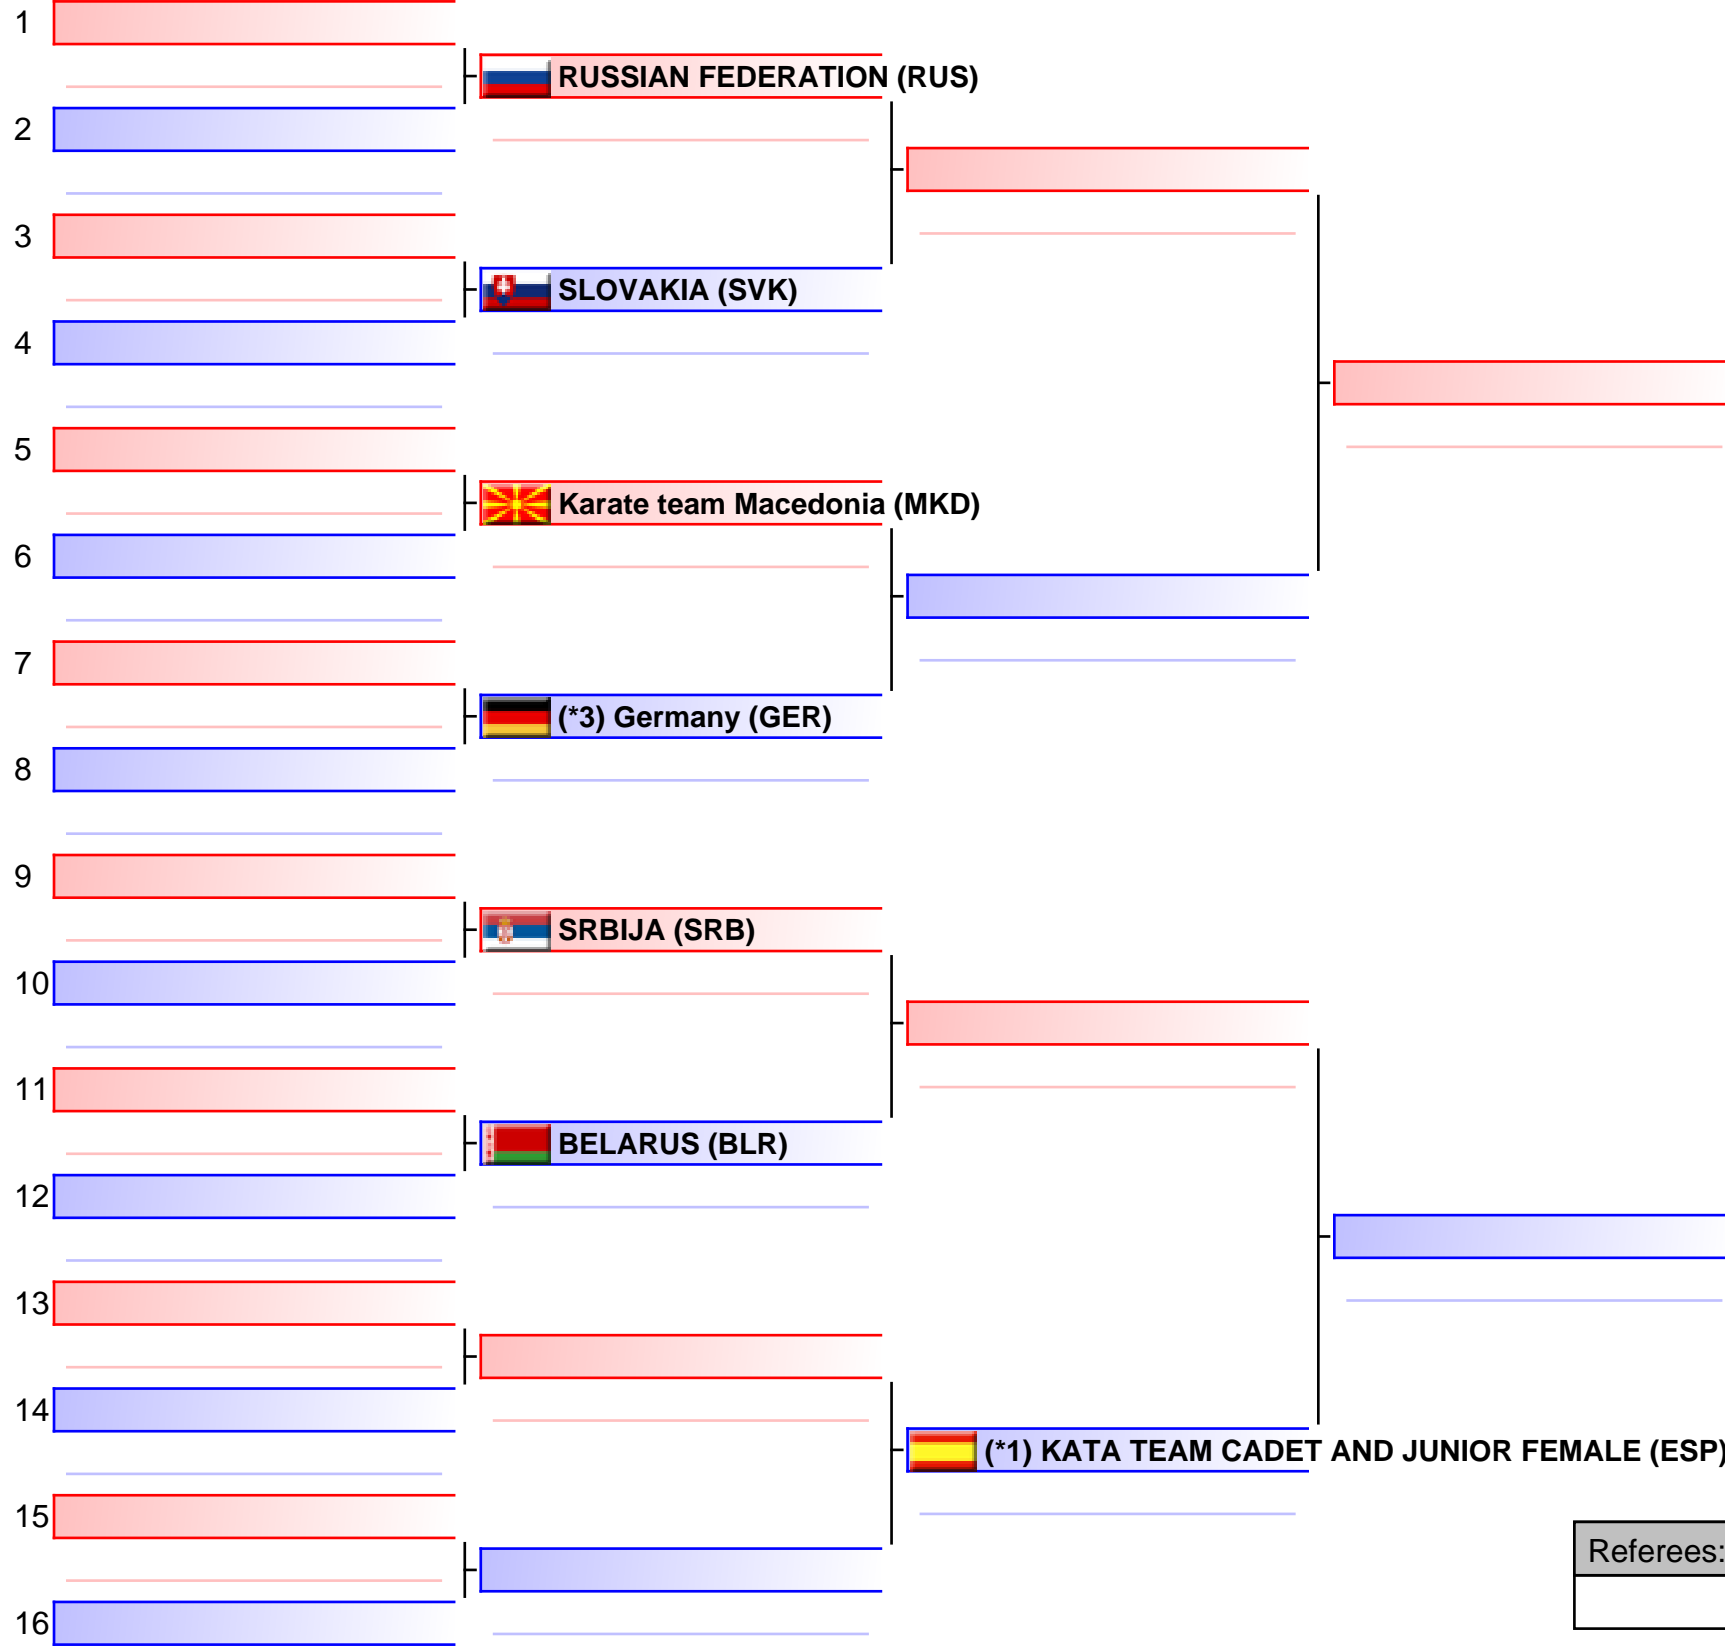 1
RUSSIAN FEDERATION (RUS)
2
3
SLOVAKIA (SVK)
4
5
Karate team Macedonia (MKD)
6
7
(*3) Germany (GER)
8
9
SRBIJA (SRB)
10
11
BELARUS (BLR)
12
13
14
(*1) KATA TEAM CADET AND JUNIOR FEMALE (ESP)
15
Referees:
16